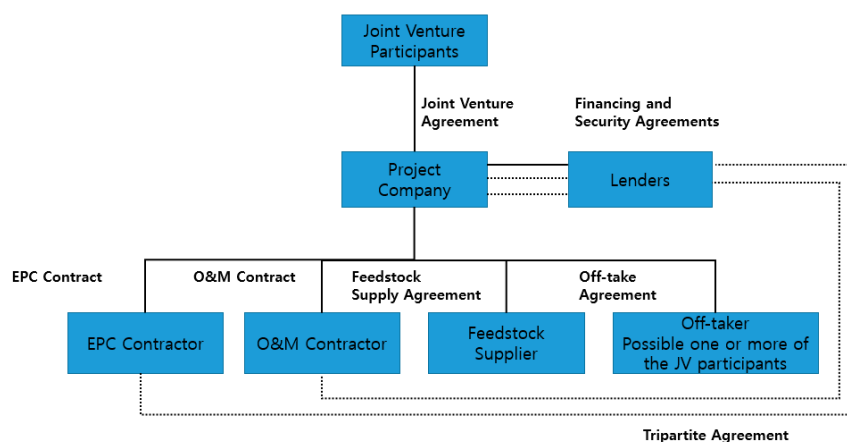 Joint Venture
Participants
Joint Venture
Agreement
Financing and
Security Agreements
Project
Company
Lenders
EPC Contract
O&M Contract
Feedstock
Supply Agreement
Off-take
Agreement
EPC Contractor
O&M Contractor
Feedstock
Supplier
Off-taker
Possible one or more of
the JV participants
Tripartite Agreement